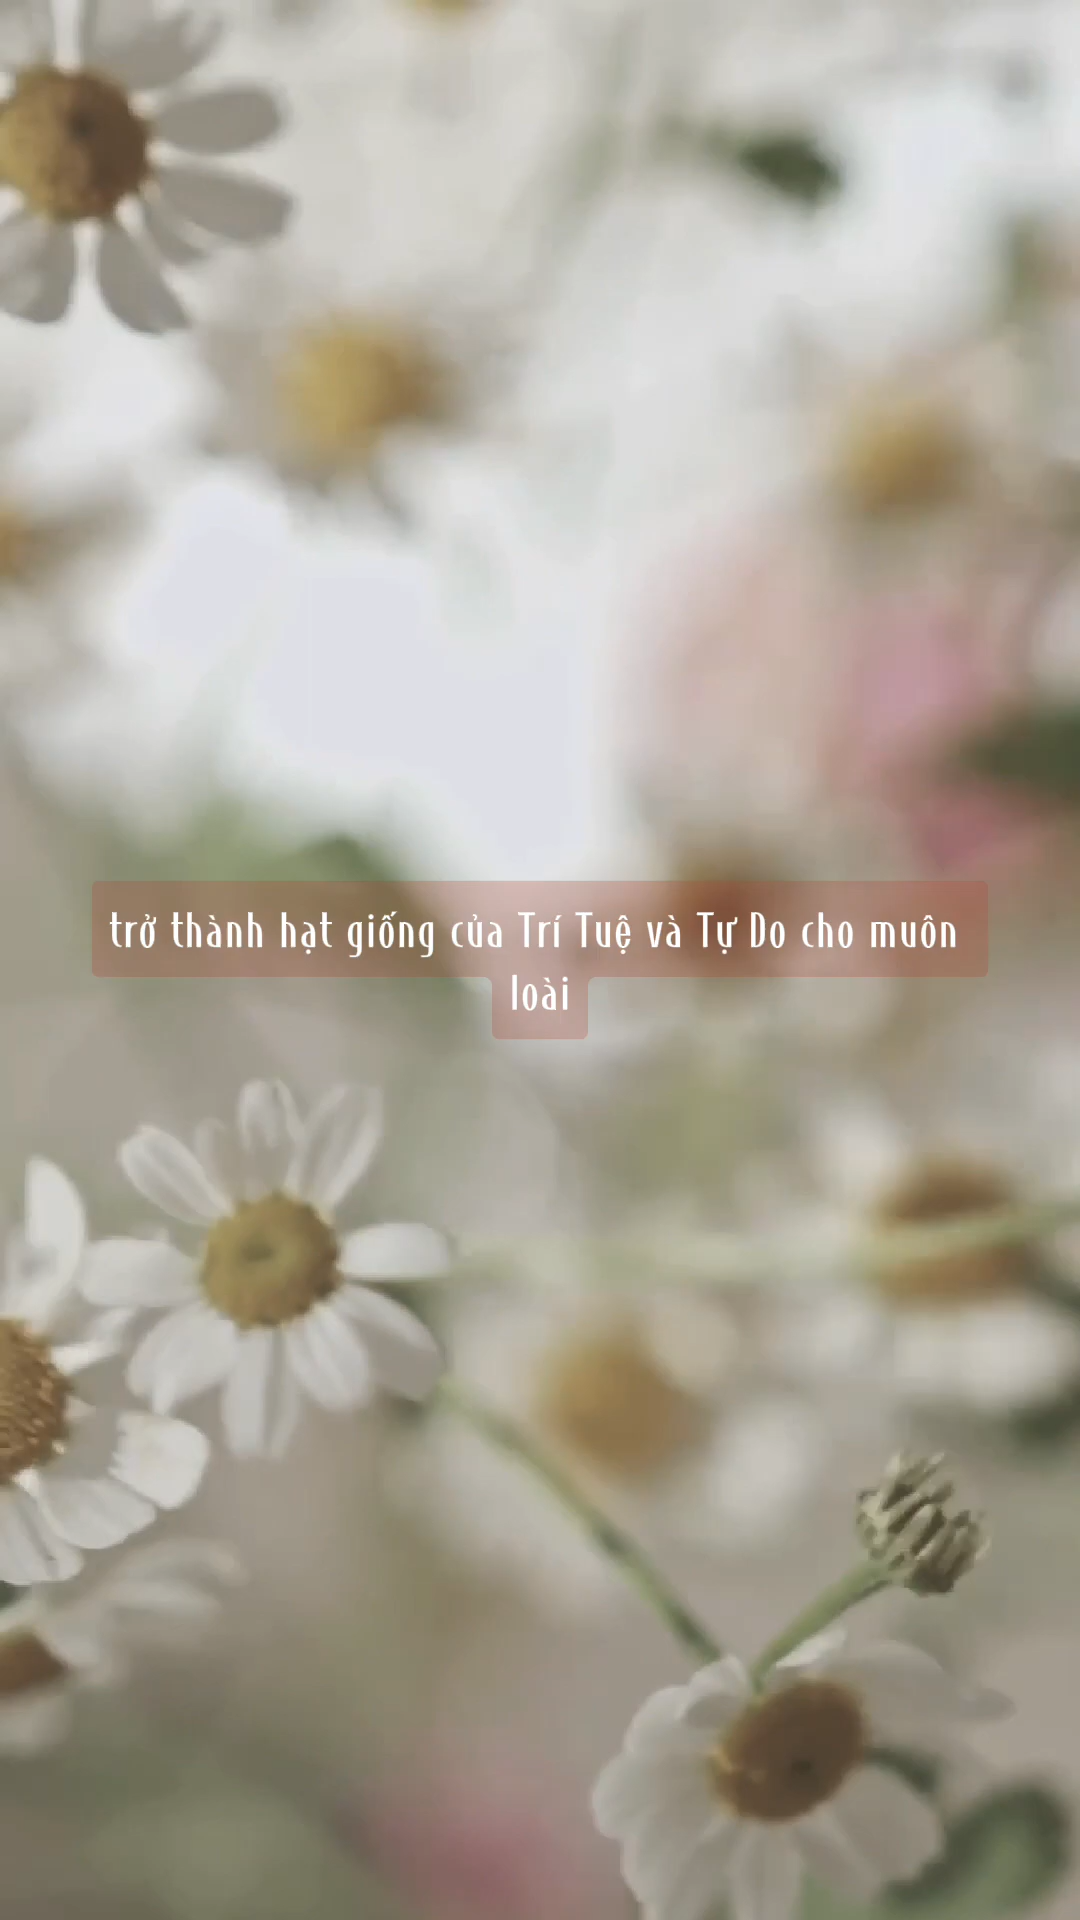 trở thành hạt giống của Trí Tuệ và Tự Do cho muôn
loài